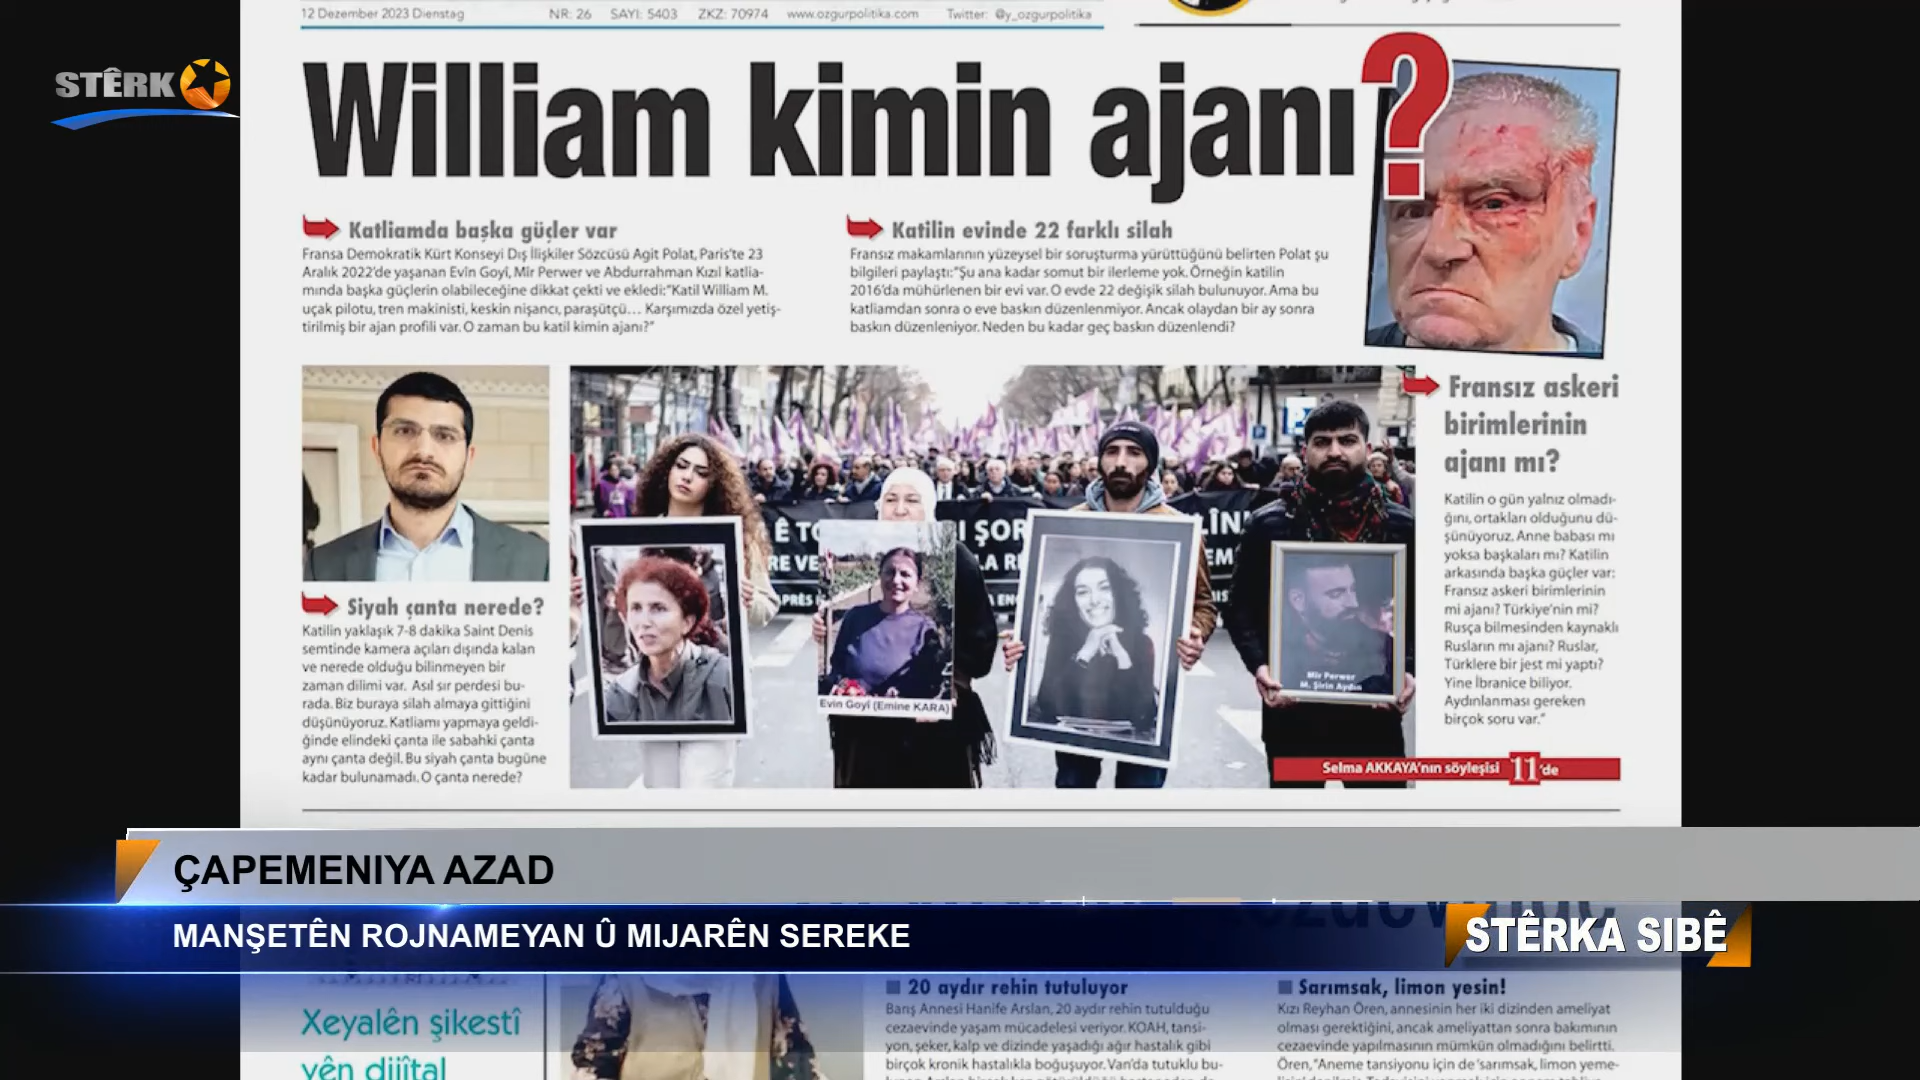 12 Dezember 2023 Dienstag NR: 26 SAYI: 5403 ZKZ: 70974 www.ozgurpolitika.com Twitter: @y_ozgurpolitika
STÊRK
William kimin ajanı?
Katliamda başka güçler var
Fransa Demokratik Kürt Konseyi Dış İlişkiler Sözcüsü Agit Polat, Paris'te 23
Aralık 2022'de yaşanan Evîn Goyî, Mîr Perwer ve Abdurrahman Kızıl katlia-
mında başka güçlerin olabileceğine dikkat çekti ve ekledi:"Katil William M.
uçak pilotu, tren makinisti, keskin nişancı, paraşütçü... Karşımızda özel yetiş-
tirilmiş bir ajan profili var. O zaman bu katil kimin ajanı?"
Katilin evinde 22 farklı silah
Fransız makamlarının yüzeysel bir soruşturma yürüttüğünü belirten Polat şu
bilgileri paylaştı:"Şu ana kadar somut bir ilerleme yok. Örneğin katilin
2016'da mühürlenen bir evi var. O evde 22 değişik silah bulunuyor. Ama bu
katliamdan sonra o eve baskın düzenlenmiyor. Ancak olaydan bir ay sonra
baskın düzenleniyor. Neden bu kadar geç baskın düzenlendi?
Siyah çanta nerede?
Katilin yaklaşık 7-8 dakika Saint Denis
semtinde kamera açıları dışında kalan
ve nerede olduğu bilinmeyen bir
zaman dilimi var. Asıl sır perdesi bu-
rada. Biz buraya silah almaya gittiğini
düşünüyoruz. Katliamı yapmaya geldi-
ğinde elindeki çanta ile sabahki çanta
aynı çanta değil. Bu siyah çanta bugüne
kadar bulunamadı. O çanta nerede?
Evin Goyî (Emine KARA)
Mîr Perwer
M. Şirin Aydın
Fransız askeri
birimlerinin
ajanı mı?
Katilin o gün yalnız olmadı-
ğını, ortakları olduğunu dü-
şünüyoruz. Anne babası mı
yoksa başkaları mı? Katilin
arkasında başka güçler var:
Fransız askeri birimlerinin
mi ajanı? Türkiye'nin mi?
Rusça bilmesinden kaynaklı
Rusların mı ajanı? Ruslar,
Türklere bir jest mi yaptı?
Yine İbranice biliyor.
Aydınlanması gereken
birçok soru var."
Selma AKKAYA'nın söyleşisi 11'de
ÇAPEMENIYA AZAD
MANŞETÊN ROJNAMEYAN Û MIJARÊN SEREKE
STÊRKA SIBÊ
Xeyalên şikestî
yên dijîtal
20 aydır rehin tutuluyor
Barış Annesi Hanife Arslan, 20 aydır rehin tutulduğu
cezaevinde yaşam mücadelesi veriyor. KOAH, tansi-
yon, şeker, kalp ve dizinde yaşadığı ağır hastalık gibi
birçok kronik hastalıkla boğuşuyor. Van'da tutuklu bu-
Sarımsak, limon yesin!
Kızı Reyhan Ören, annesinin her iki dizinden ameliyat
olması gerektiğini, ancak ameliyattan sonra bakımının
cezaevinde yapılmasının mümkün olmadığını belirtti.
Ören, "Aneme tansiyonu için de 'sarımsak, limon yeme-